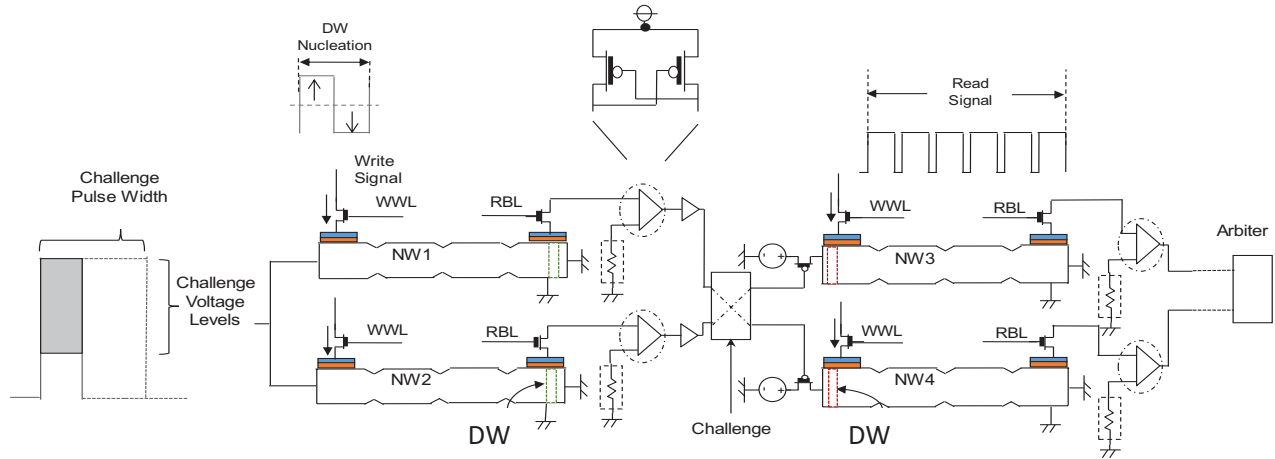 DW
Nucleation
Read
Signal
Challenge
Pulse Width
Write
Signal
WWL
RBL
WWL
RBL
Arbiter
NW1
NW3
Challenge
Voltage
Levels
WWL
RBL
WWL
RBL
NW2
NW4
DW
Challenge
DW